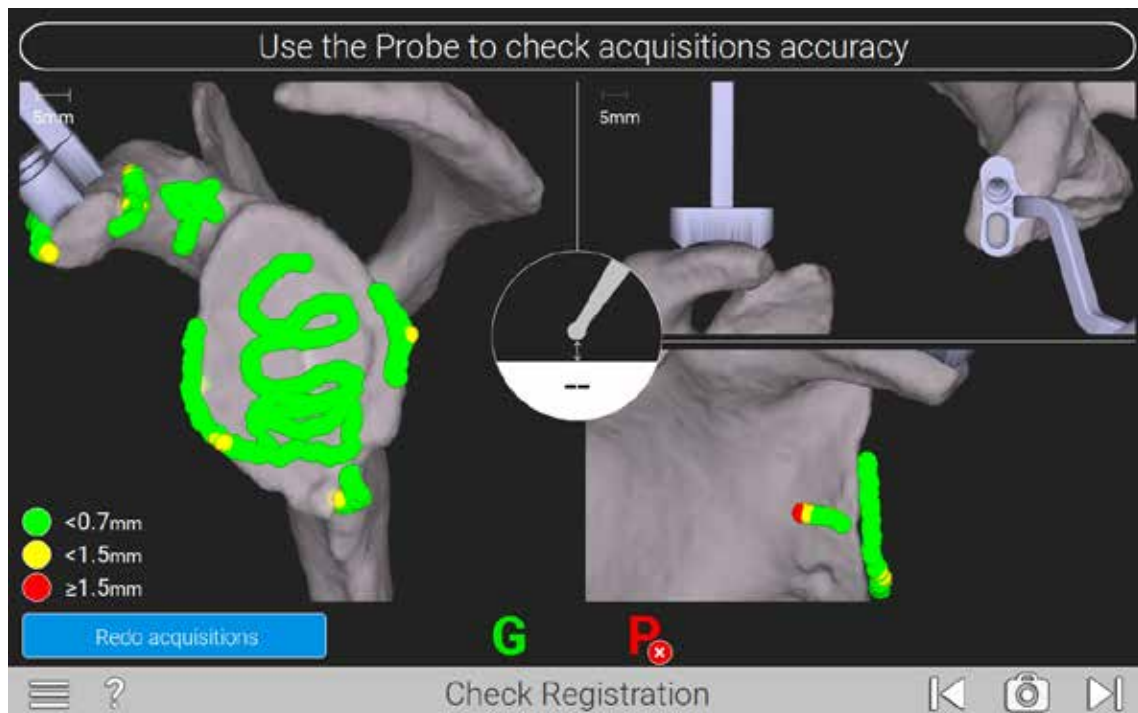 Use the Probe to check acquisitions accuracy
5mm
5mm
--
<0.7mm
<1.5mm
≥1.5mm
Redo acquisitions
G
P
?
Check Registration